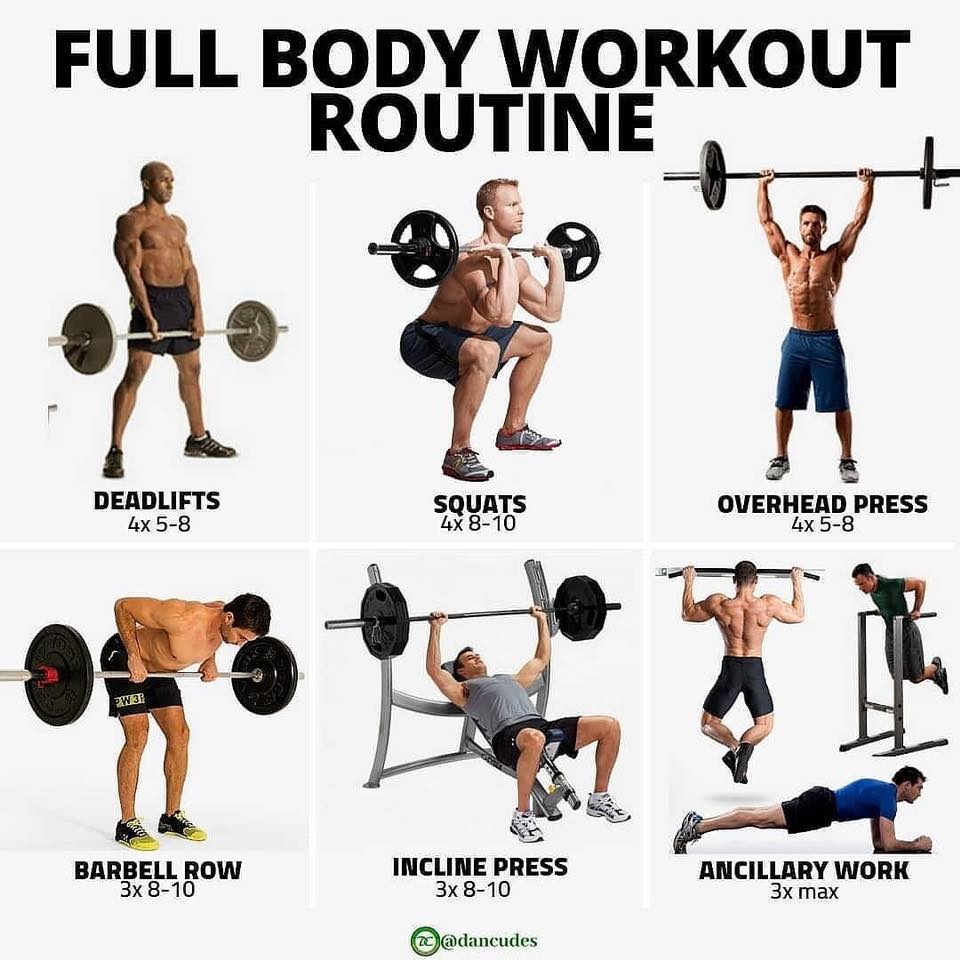 FULL BODY WORKOUT
ROUTINE
DEADLIFTS
4x 5-8
SQUATS
4x 8-10
OVERHEAD PRESS
4x 5-8
BARBELL ROW
3x 8-10
INCLINE PRESS
3x 8-10
ANCILLARY WORK
3x max
@dancudes